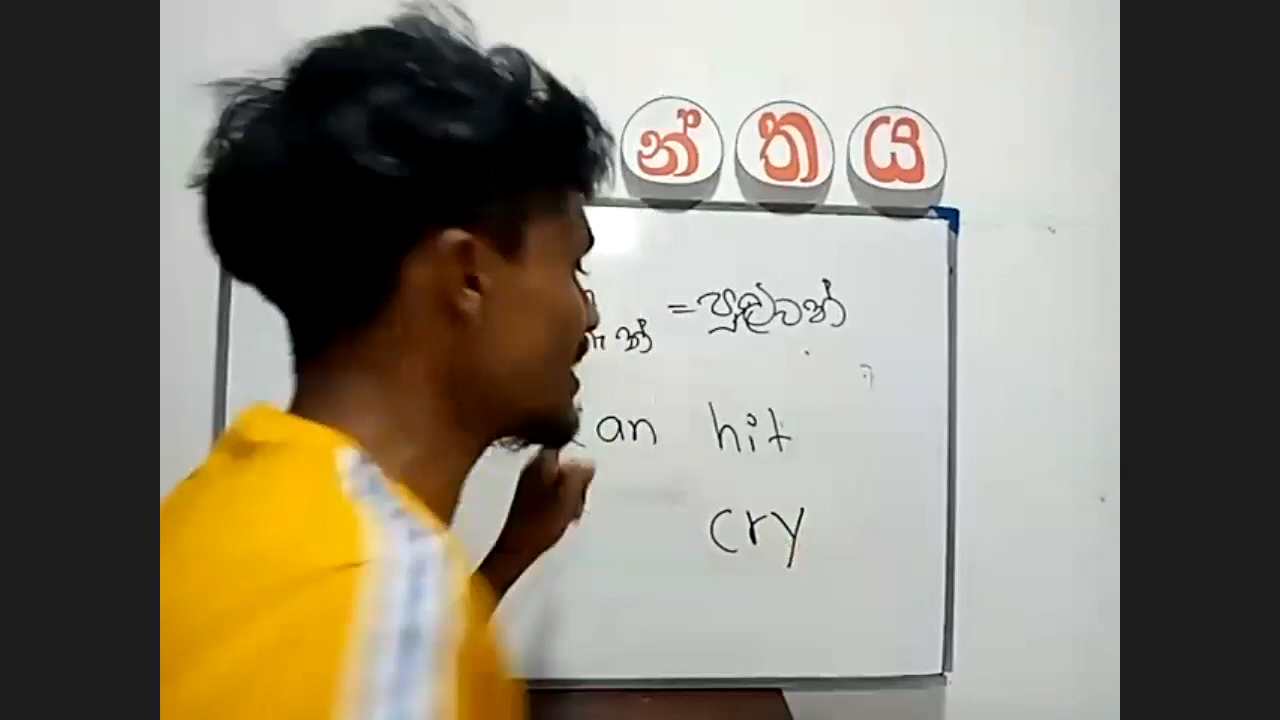 න් ත ය
= පුළුවන්
an hit
cry